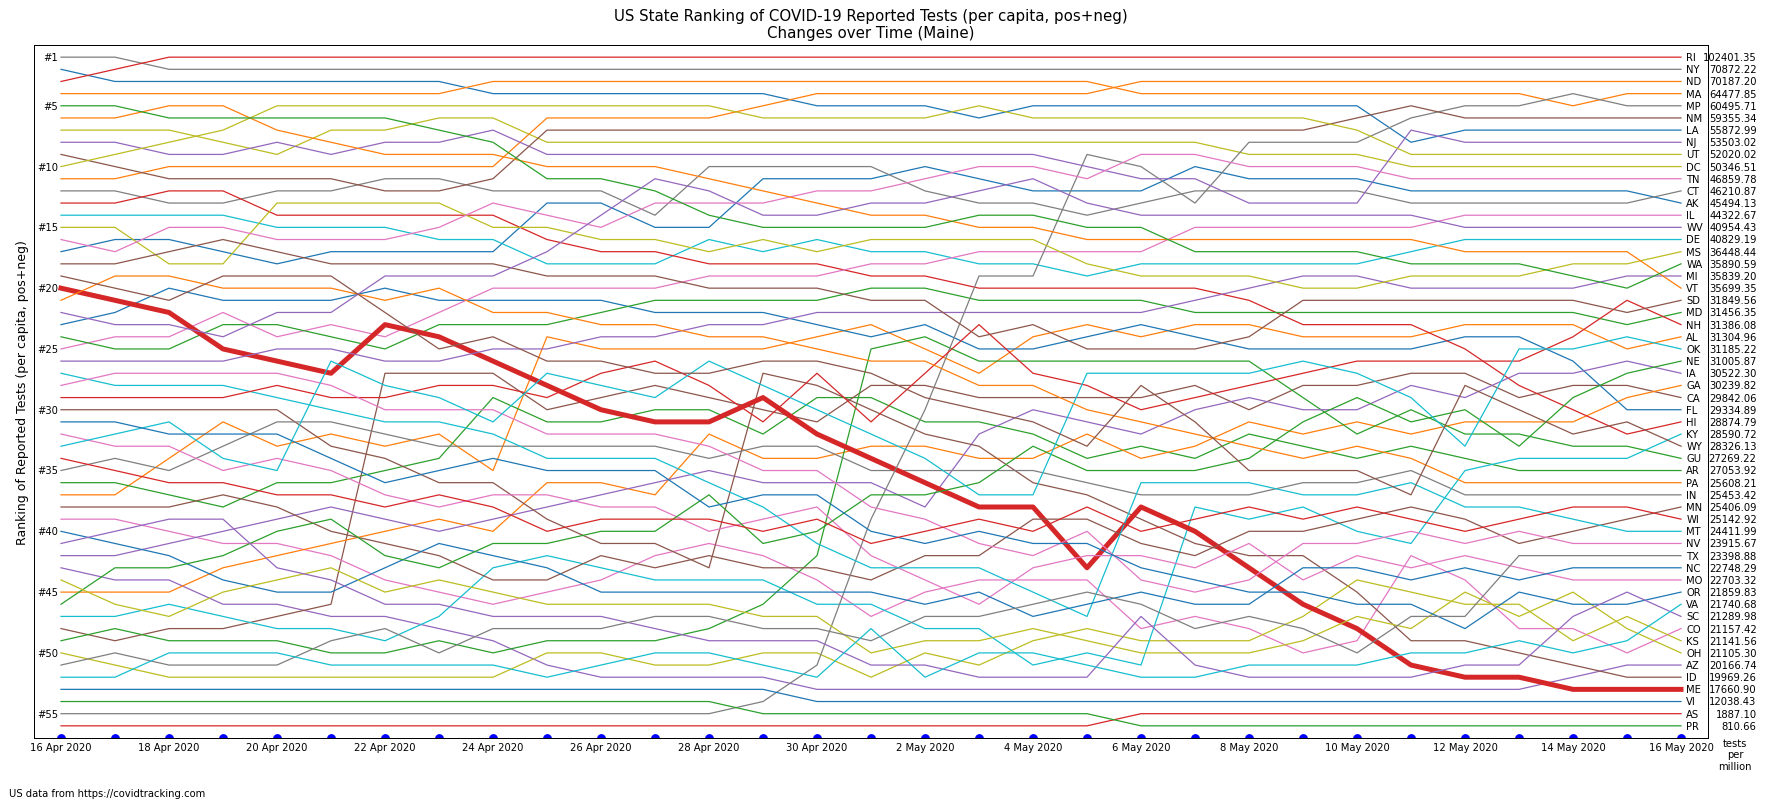 US State Ranking of COVID-19 Reported Tests (per capita, pos+neg)
Changes over Time (Maine)
Ranking of Reported Tests (per capita, pos+neg)
#1
#5
#10
#15
#20
#25
#30
#35
#40
#45
#50
#55
RI 102401.35
NY 70872.22
ND 70187.20
MA 64477.85
MP 60495.71
NM 59355.34
LA 55872.99
NJ 53503.02
UT 52020.02
DC 50346.51
TN 46859.78
CT 46210.87
AK 45494.13
IL 44322.67
WV 40954.43
DE 40829.19
MS 36448.44
WA 35890.59
MI 35839.20
VT 35699.35
SD 31849.56
MD 31456.35
NH 31386.08
AL 31304.96
OK 31185.22
NE 31005.87
IA 30522.30
GA 30239.82
CA 29842.06
FL 29334.89
HI 28874.79
KY 28590.72
WY 28326.13
GU 27269.22
AR 27053.92
PA 25608.21
IN 25453.42
MN 25406.09
WI 25142.92
MT 24411.99
NV 23915.67
TX 23398.88
NC 22748.29
MO 22703.32
OR 21859.83
VA 21740.68
SC 21289.98
CO 21157.42
KS 21141.56
OH 21105.30
AZ 20166.74
ID 19969.26
ME 17660.90
VI 12038.43
AS 1887.10
PR 810.66
16 Apr 2020 18 Apr 2020 20 Apr 2020 22 Apr 2020 24 Apr 2020 26 Apr 2020 28 Apr 2020 30 Apr 2020 2 May 2020 4 May 2020 6 May 2020 8 May 2020 10 May 2020 12 May 2020 14 May 2020 16 May 2020
tests
per
million
US data from https://covidtracking.com